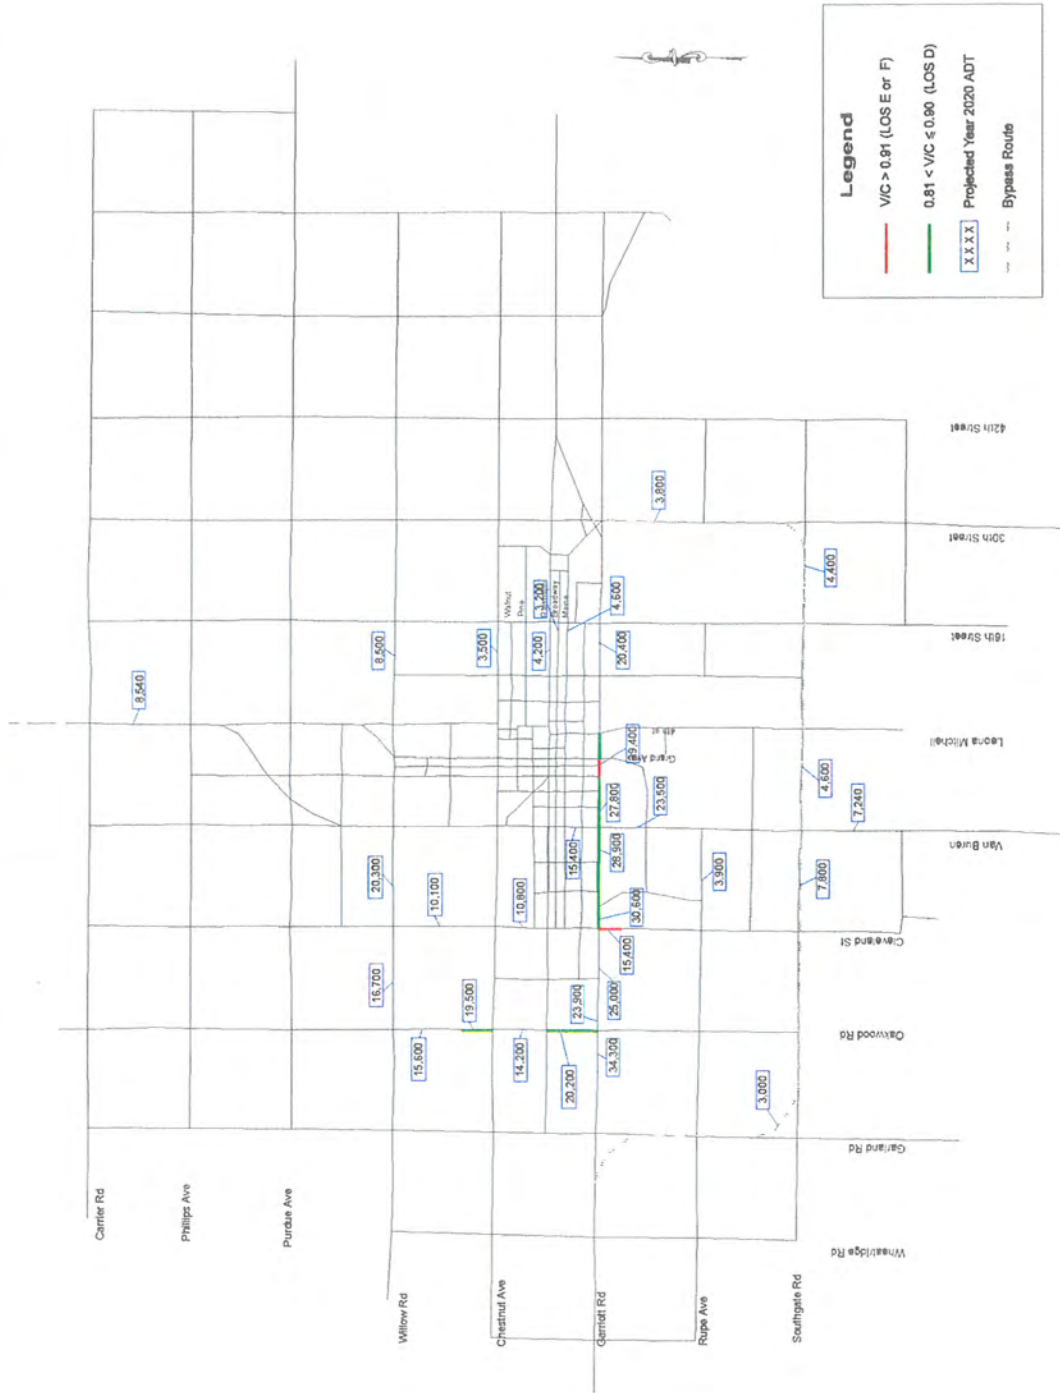 Legend
V/C > 0.91 (LOS E or F)
0.81 < V/C ≤ 0.90 (LOS D)
X X X X Projected Year 2020 ADT
Bypass Route
Carrier Rd
Phillips Ave
Purdue Ave
Willow Rd
Chestnut Ave
Garriott Rd
Rupe Ave
Southgate Rd
Wheatridge Rd
Garland Rd
Oakwood Rd
Cleveland St
Van Buren
Leona Mitchell
16th Street
30th Street
42th Street
Walnut
Pine
Broadway
Maine
4th st
Grand Ave
8,540
8,500
3,500
3,200
4,200
4,600
20,400
3,800
4,400
20,300
10,100
10,800
15,400
29,400
27,800
28,900
23,500
30,600
15,400
3,900
4,600
7,240
7,800
16,700
19,500
15,600
14,200
23,900
25,000
20,200
34,300
3,000